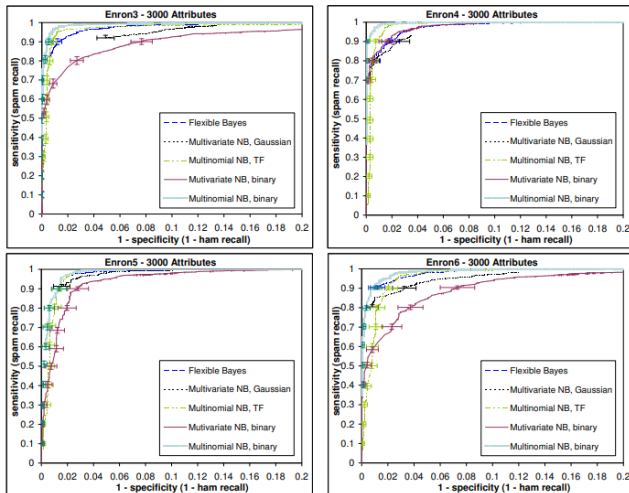 Enron3 - 3000 Attributes
1
0.9
0.8
0.7
0.6
0.5
0.4
0.3
0.2
0.1
0
sensitivity (spam recall)
Flexible Bayes
Multivariate NB, Gaussian
Multinomial NB, TF
Mutivariate NB, binary
Multinomial NB, binary
0 0.02 0.04 0.06 0.08 0.1 0.12 0.14 0.16 0.18 0.2
1 - specificity (1 - ham recall)
Enron4 - 3000 Attributes
1
0.9
0.8
0.7
0.6
0.5
0.4
0.3
0.2
0.1
0
sensitivity (spam recall)
Flexible Bayes
Multivariate NB, Gaussian
Multinomial NB, TF
Mutivariate NB, binary
Multinomial NB, binary
0 0.02 0.04 0.06 0.08 0.1 0.12 0.14 0.16 0.18 0.2
1 - specificity (1 - ham recall)
Enron5 - 3000 Attributes
1
0.9
0.8
0.7
0.6
0.5
0.4
0.3
0.2
0.1
0
sensitivity (spam recall)
Flexible Bayes
Multivariate NB, Gaussian
Multinomial NB, TF
Mutivariate NB, binary
Multinomial NB, binary
0 0.02 0.04 0.06 0.08 0.1 0.12 0.14 0.16 0.18 0.2
1 - specificity (1 - ham recall)
Enron6 - 3000 Attributes
1
0.9
0.8
0.7
0.6
0.5
0.4
0.3
0.2
0.1
0
sensitivity (spam recall)
Flexible Bayes
Multivariate NB, Gaussian
Multinomial NB, TF
Mutivariate NB, binary
Multinomial NB, binary
0 0.02 0.04 0.06 0.08 0.1 0.12 0.14 0.16 0.18 0.2
1 - specificity (1 - ham recall)